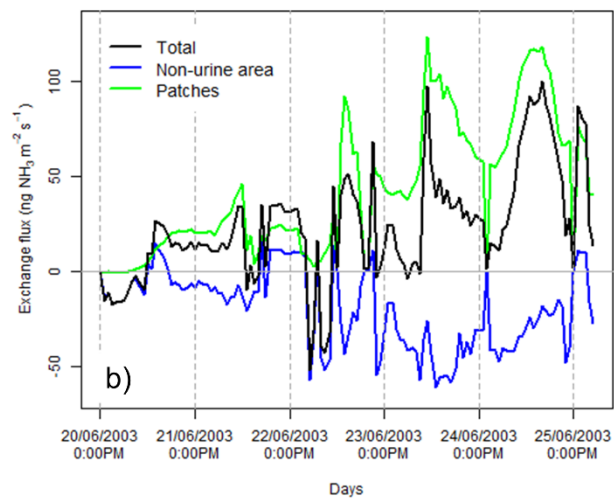 Total
Non-urine area
Patches
Exchange flux (ng NH₃ m⁻² s⁻¹)
100
50
0
-50
b)
20/06/2003 21/06/2003 22/06/2003 23/06/2003 24/06/2003 25/06/2003
0:00PM 0:00PM 0:00PM 0:00PM 0:00PM 0:00PM
Days